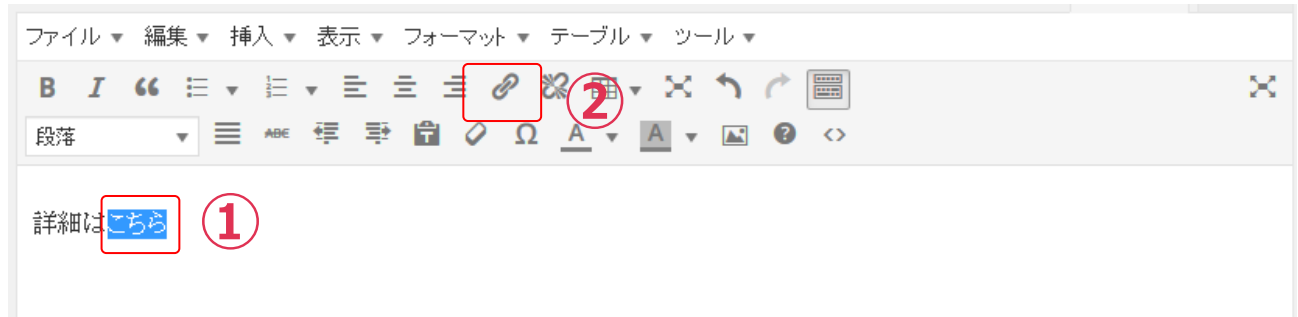 ファイル ▼ 編集 ▼ 挿入 ▼ 表示 ▼ フォーマット ▼ テーブル ▼ ツール ▼
B I ②
段落 ABE Ω A A
詳細はこちら ①